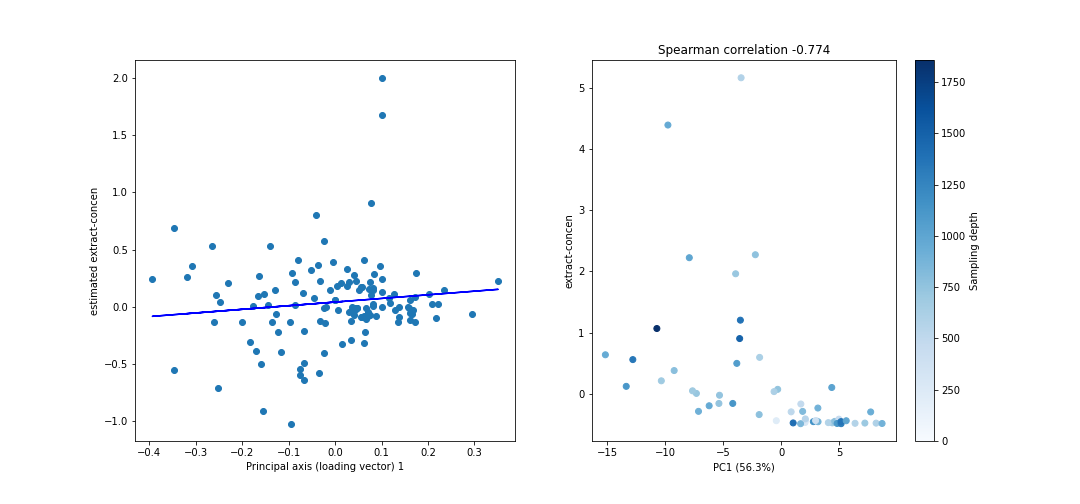 2.0
1.5
1.0
0.5
0.0
−0.5
−1.0
estimated extract-concen
−0.4 −0.3 −0.2 −0.1 0.0 0.1 0.2 0.3
Principal axis (loading vector) 1
Spearman correlation -0.774
5
4
3
2
1
0
extract-concen
−15 −10 −5 0 5
PC1 (56.3%)
1750
1500
1250
1000
750
500
250
0
Sampling depth